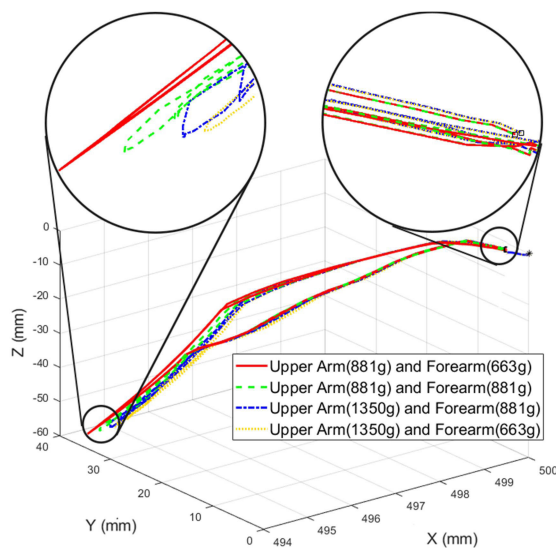 0
-10
-20
-30
-40
-50
-60
Z (mm)
40
30
20
10
0
Y (mm)
494
495
496
497
498
499
500
X (mm)
Upper Arm(881g) and Forearm(663g)
Upper Arm(881g) and Forearm(881g)
Upper Arm(1350g) and Forearm(881g)
Upper Arm(1350g) and Forearm(663g)